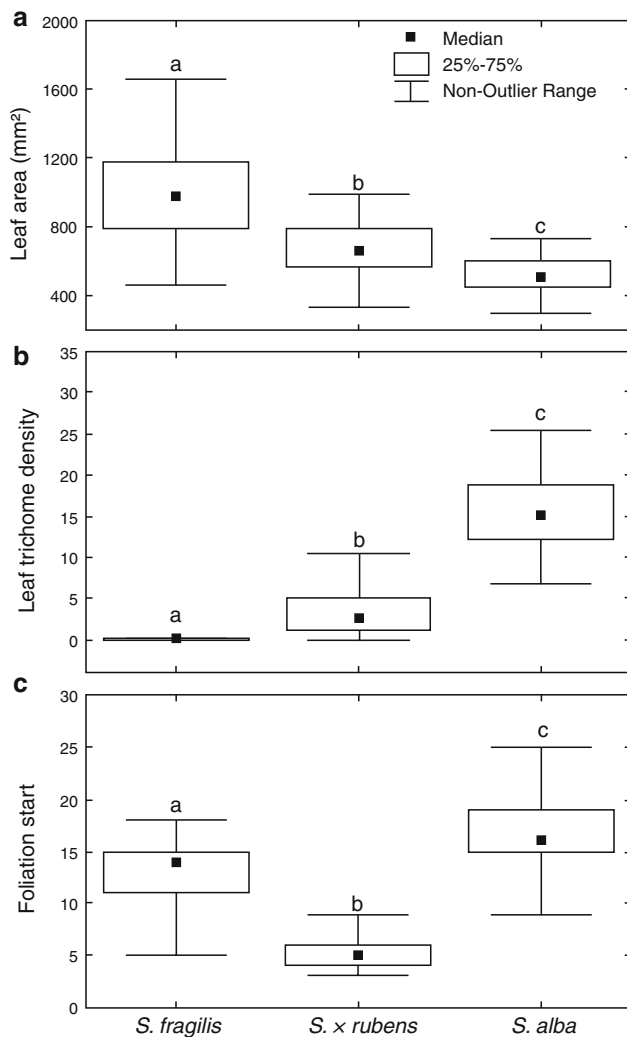 a
2000
1600
1200
800
400
Leaf area (mm²)
Median
25%-75%
Non-Outlier Range
a
b
c
b
35
30
25
20
15
10
5
0
Leaf trichome density
a
b
c
c
30
25
20
15
10
5
0
Foliation start
a
b
c
S. fragilis
S. × rubens
S. alba